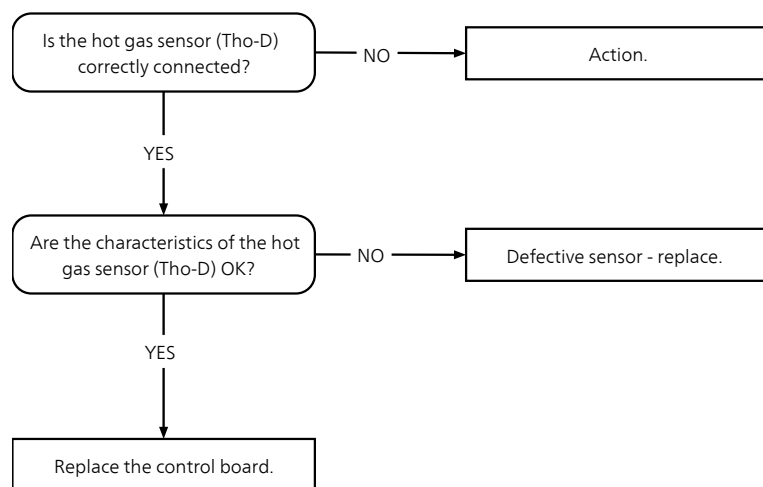 Is the hot gas sensor (Tho-D)
correctly connected?
NO
Action.
YES
Are the characteristics of the hot
gas sensor (Tho-D) OK?
NO
Defective sensor - replace.
YES
Replace the control board.